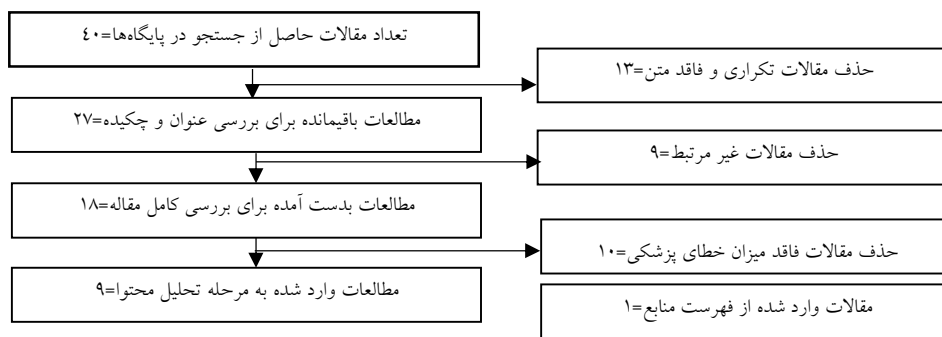 تعداد مقالات حاصل از جستجو در پایگاه‌ها=٤٠
حذف مقالات تکراری و فاقد متن=۱۳
مطالعات باقیمانده برای بررسی عنوان و چکیده=۲۷
حذف مقالات غیر مرتبط=۹
مطالعات بدست آمده برای بررسی کامل مقاله=۱۸
حذف مقالات فاقد میزان خطای پزشکی=۱۰
مطالعات وارد شده به مرحله تحلیل محتوا=۹
مقالات وارد شده از فهرست منابع=۱